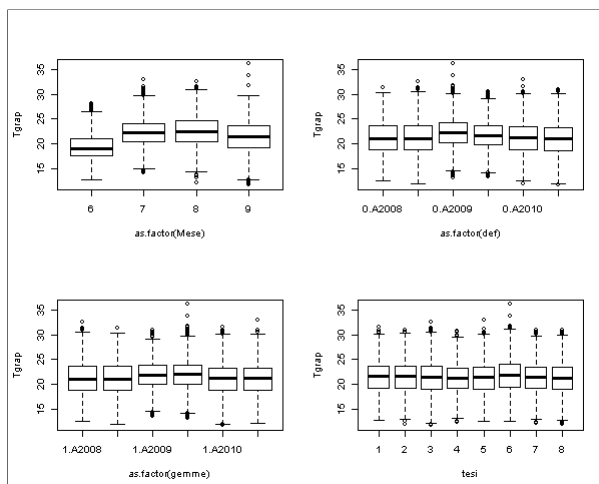 Tgrap
35
30
25
20
15
6 7 8 9
as.factor(Mese)
Tgrap
35
30
25
20
15
0.A2008 0.A2009 0.A2010
as.factor(def)
Tgrap
35
30
25
20
15
1.A2008 1.A2009 1.A2010
as.factor(gemme)
Tgrap
35
30
25
20
15
1 2 3 4 5 6 7 8
tesi